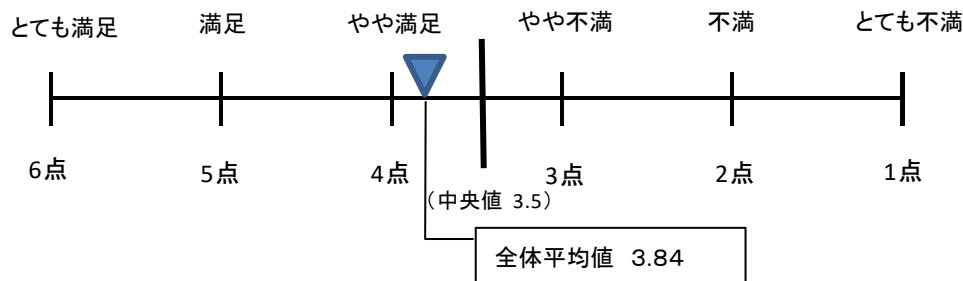 とても満足 満足 やや満足 やや不満 不満 とても不満
6点 5点 4点 3点 2点 1点
（中央値 3.5）
全体平均値 3.84